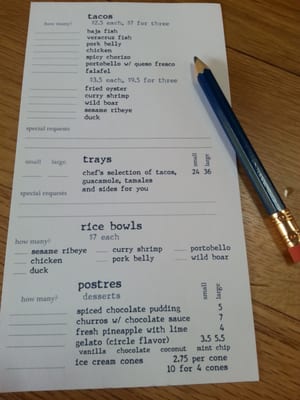 tacos
how many?
12.5 each, 17 for three
baja fish
veracruz fish
pork belly
chicken
spicy chorizo
portobello w/ queso fresco
falafel
13.5 each, 19.5 for three
fried oyster
curry shrimp
wild boar
sesame ribeye
duck
special requests
small large trays small large
chef's selection of tacos, 24 36
guacamole, tamales
and sides for you
special requests
rice bowls
how many? 17 each
sesame ribeye curry shrimp portobello
chicken pork belly wild boar
duck
postres
how many? desserts small large
spiced chocolate pudding 5
churros w/ chocolate sauce 7
fresh pineapple with lime 4
gelato (circle flavor) 3.5 5.5
vanilla chocolate coconut mint chip
ice cream cones 2.75 per cone
10 for 4 cones